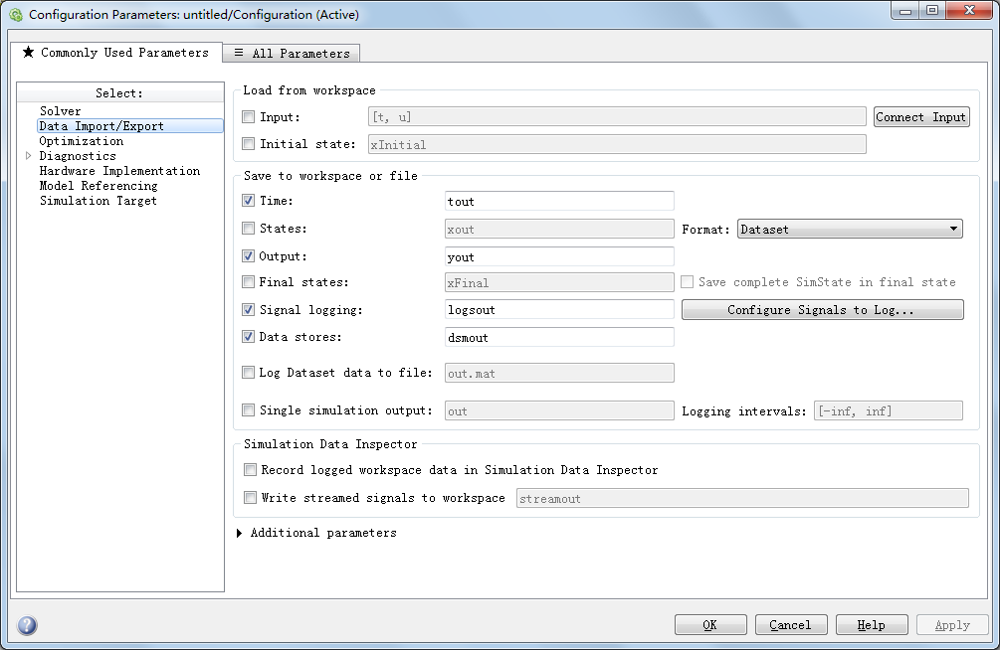 Configuration Parameters: untitled/Configuration (Active)
★ Commonly Used Parameters
≡ All Parameters
Select:
Solver
Data Import/Export
Optimization
Diagnostics
Hardware Implementation
Model Referencing
Simulation Target
Load from workspace
Input: [t, u] Connect Input
Initial state: xInitial
Save to workspace or file
Time: tout
States: xout Format: Dataset
Output: yout
Final states: xFinal Save complete SimState in final state
Signal logging: logsout Configure Signals to Log...
Data stores: dsmout
Log Dataset data to file: out.mat
Single simulation output: out Logging intervals: [-inf, inf]
Simulation Data Inspector
Record logged workspace data in Simulation Data Inspector
Write streamed signals to workspace streamout
Additional parameters
? OK Cancel Help Apply